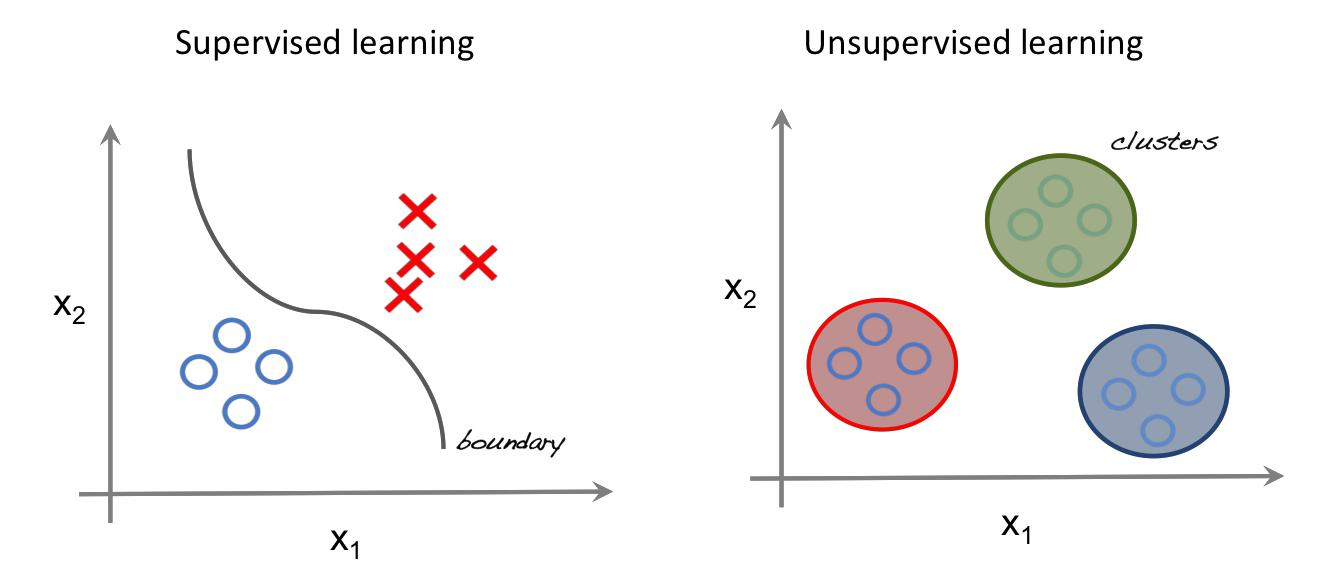 Supervised learning
x2
boundary
x1
Unsupervised learning
clusters
x2
x1